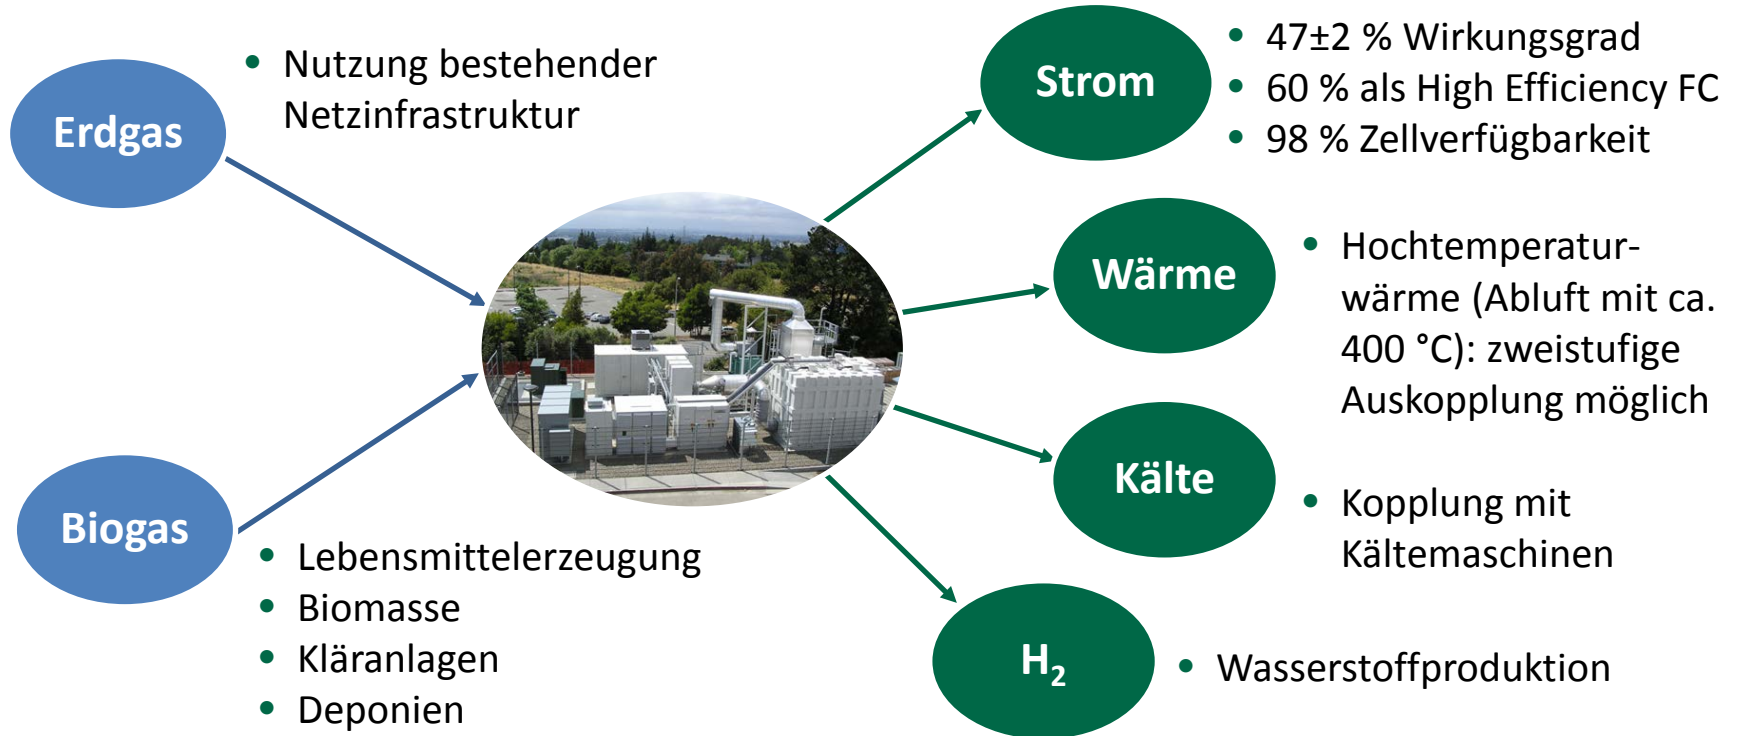 Erdgas
• Nutzung bestehender
Netzinfrastruktur
Biogas
• Lebensmittelerzeugung
• Biomasse
• Kläranlagen
• Deponien
Strom
• 47±2 % Wirkungsgrad
• 60 % als High Efficiency FC
• 98 % Zellverfügbarkeit
Wärme
• Hochtemperatur-
wärme (Abluft mit ca.
400 °C): zweistufige
Auskopplung möglich
Kälte
• Kopplung mit
Kältemaschinen
H₂
• Wasserstoffproduktion